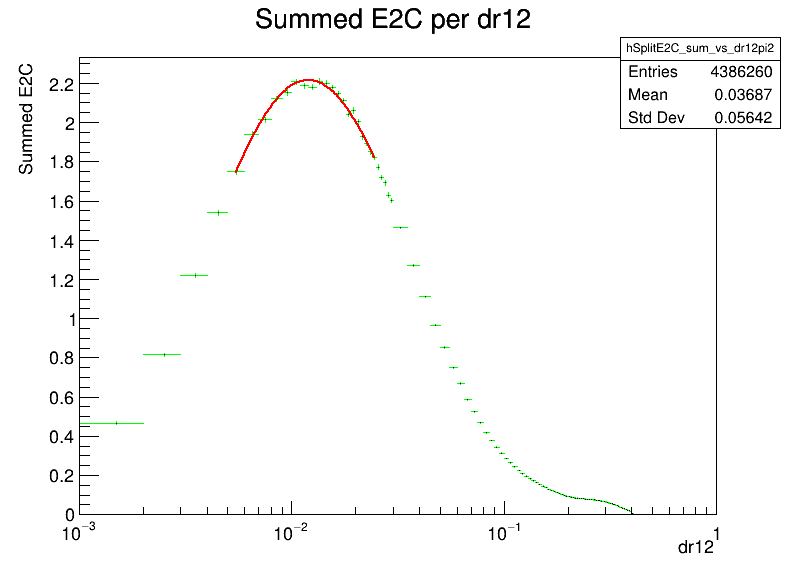 Summed E2C per dr12
hSplitE2C_sum_vs_dr12pi2
Entries 4386260
Mean 0.03687
Std Dev 0.05642
Summed E2C
2.2
2
1.8
1.6
1.4
1.2
1
0.8
0.6
0.4
0.2
0
10⁻³ 10⁻² 10⁻¹ 1
dr12